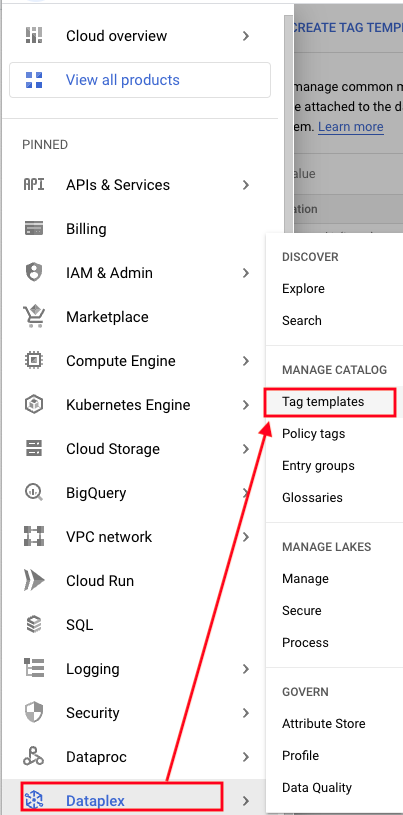 Cloud overview
View all products
PINNED
API APIs & Services
Billing
IAM & Admin
Marketplace
Compute Engine
Kubernetes Engine
Cloud Storage
BigQuery
VPC network
Cloud Run
SQL
Logging
Security
Dataproc
Dataplex
CREATE TAG TEMP
manage common m
e attached to the d
em. Learn more
alue
ation
DISCOVER
Explore
Search
MANAGE CATALOG
Tag templates
Policy tags
Entry groups
Glossaries
MANAGE LAKES
Manage
Secure
Process
GOVERN
Attribute Store
Profile
Data Quality